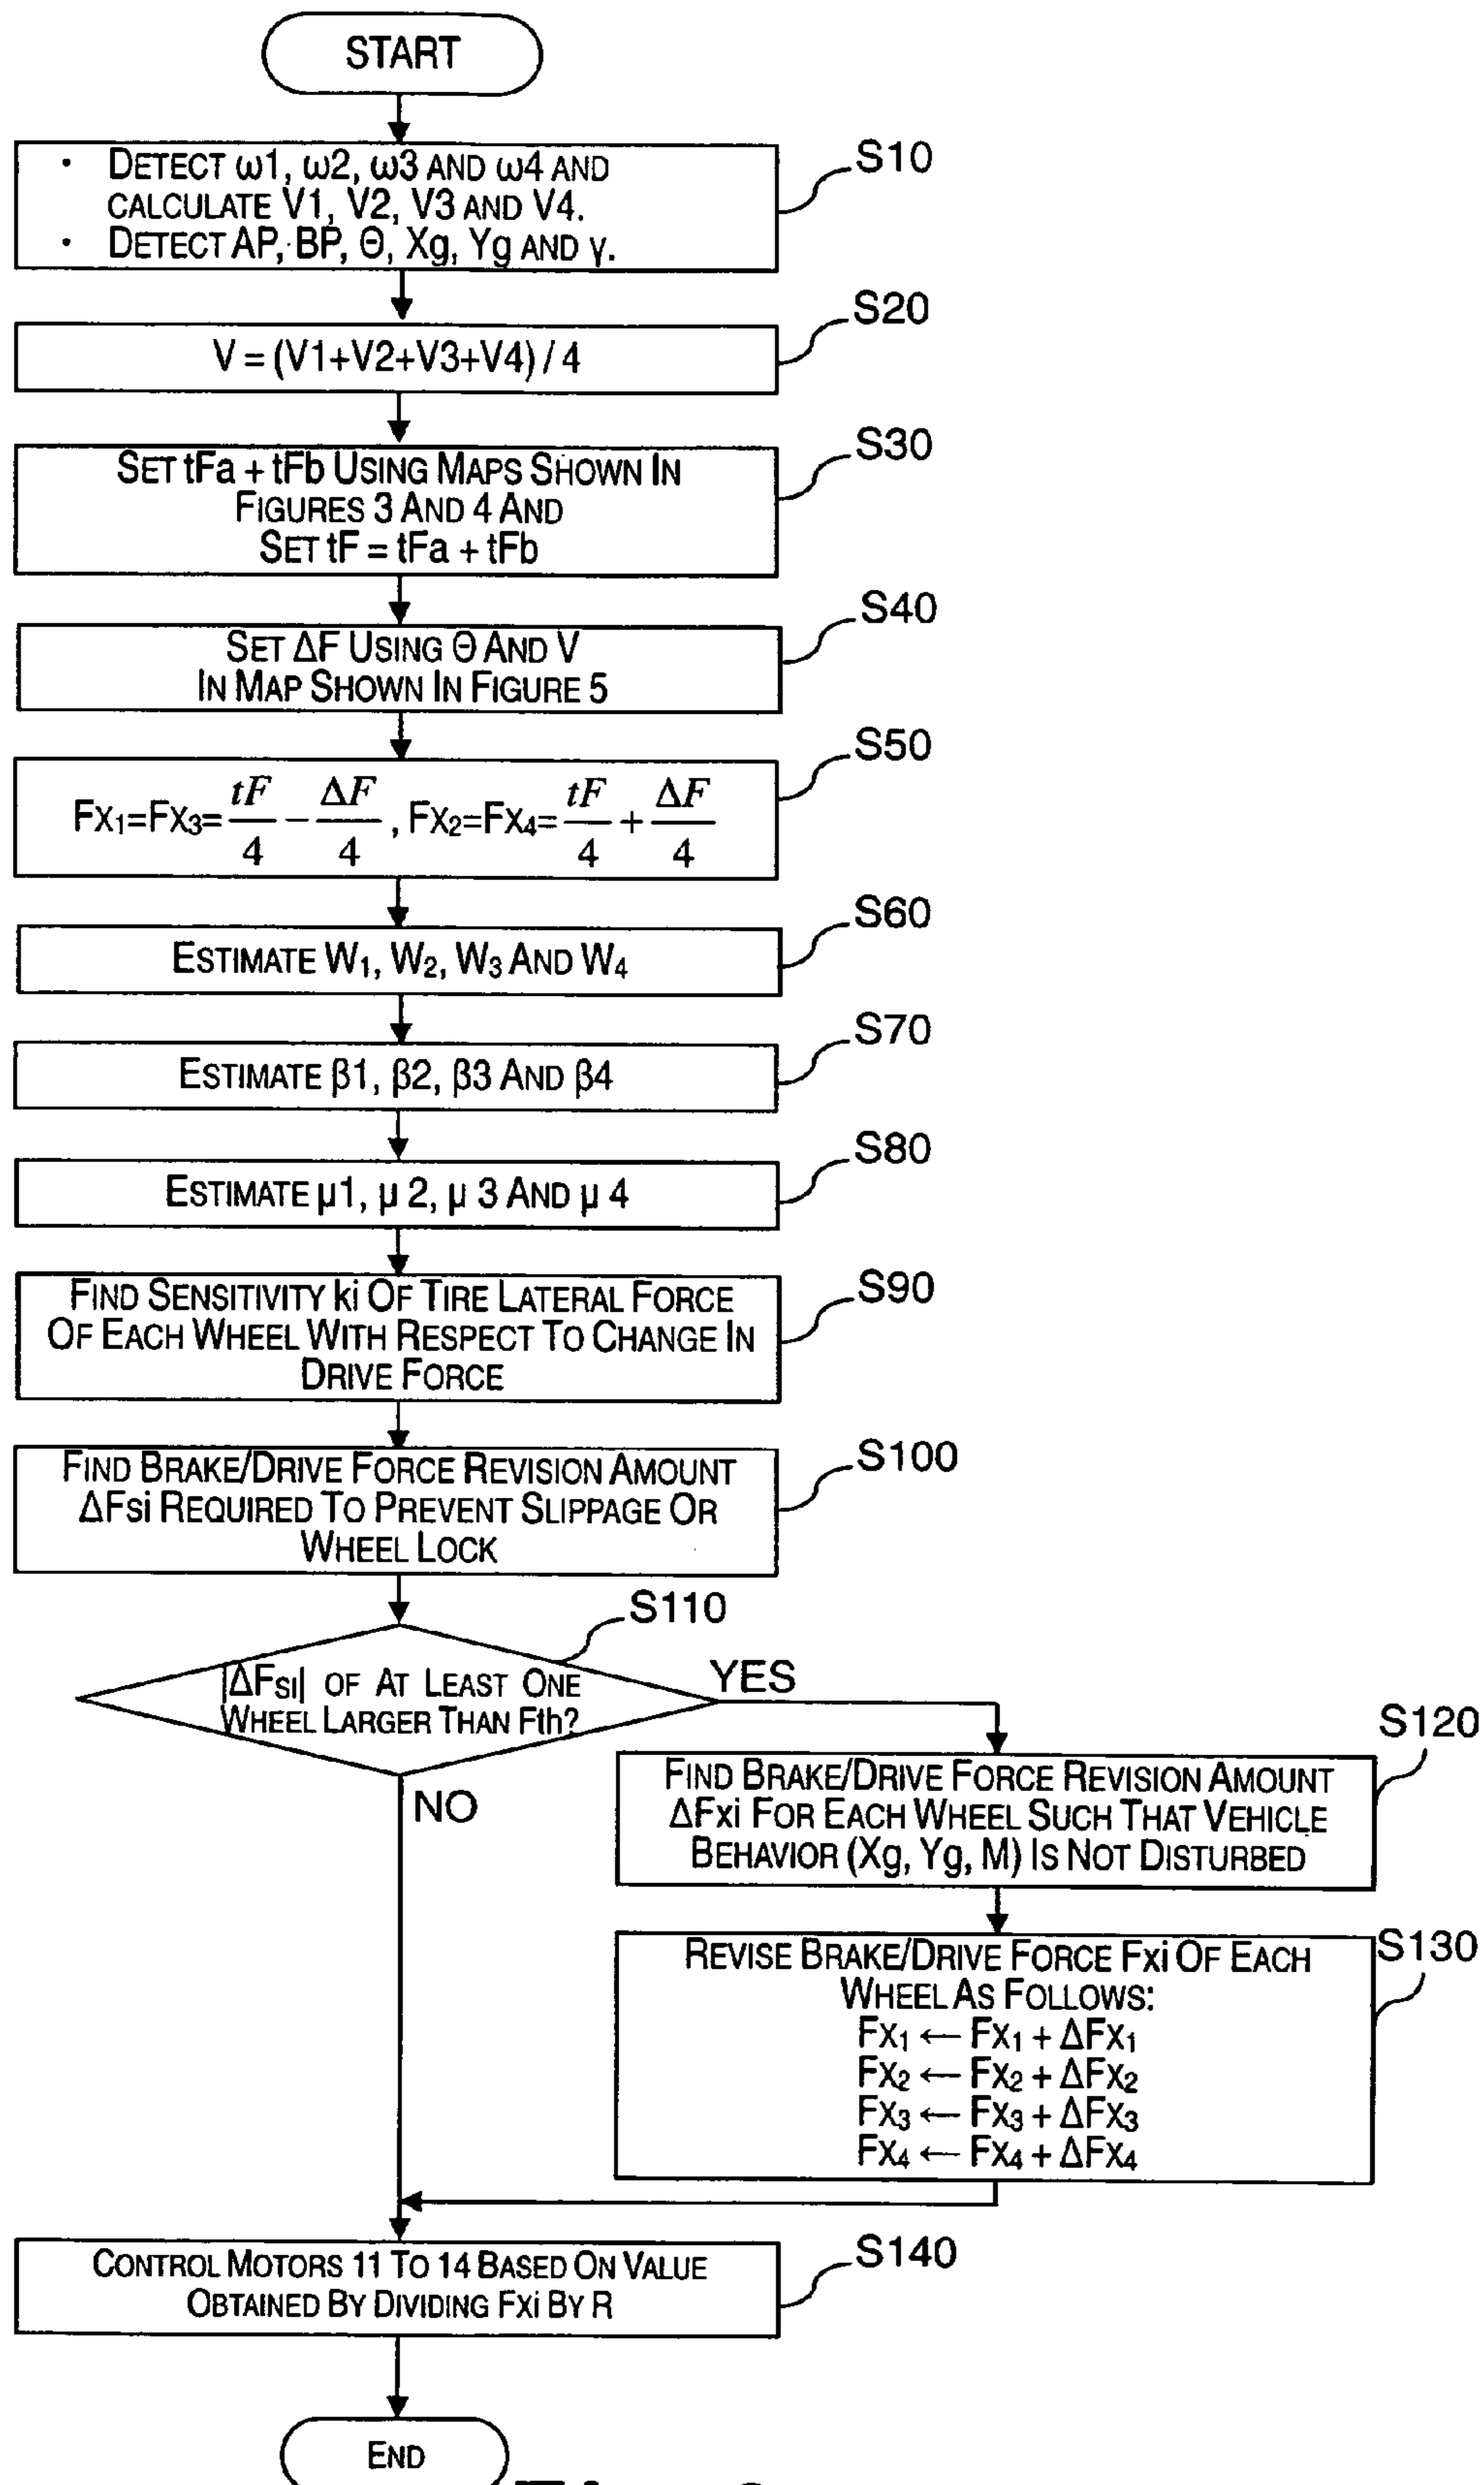 START
S10
· DETECT ω1, ω2, ω3 AND ω4 AND
CALCULATE V1, V2, V3 AND V4.
· DETECT AP, BP, Θ, Xg, Yg AND γ.
S20
V = (V1+V2+V3+V4) / 4
S30
SET tFa + tFb USING MAPS SHOWN IN
FIGURES 3 AND 4 AND
SET tF = tFa + tFb
S40
SET ΔF USING Θ AND V
IN MAP SHOWN IN FIGURE 5
S50
Fx₁=Fx₃= tF/4 − ΔF/4 , Fx₂=Fx₄= tF/4 + ΔF/4
S60
ESTIMATE W₁, W₂, W₃ AND W₄
S70
ESTIMATE β1, β2, β3 AND β4
S80
ESTIMATE μ1, μ 2, μ 3 AND μ 4
S90
FIND SENSITIVITY ki OF TIRE LATERAL FORCE
OF EACH WHEEL WITH RESPECT TO CHANGE IN
DRIVE FORCE
S100
FIND BRAKE/DRIVE FORCE REVISION AMOUNT
ΔFsi REQUIRED TO PREVENT SLIPPAGE OR
WHEEL LOCK
S110
|ΔFSI| OF AT LEAST ONE
WHEEL LARGER THAN Fth?
YES
NO
S120
FIND BRAKE/DRIVE FORCE REVISION AMOUNT
ΔFxi FOR EACH WHEEL SUCH THAT VEHICLE
BEHAVIOR (Xg, Yg, M) IS NOT DISTURBED
S130
REVISE BRAKE/DRIVE FORCE Fxi OF EACH
WHEEL AS FOLLOWS:
Fx₁ ← Fx₁ + ΔFx₁
Fx₂ ← Fx₂ + ΔFx₂
Fx₃ ← Fx₃ + ΔFx₃
Fx₄ ← Fx₄ + ΔFx₄
S140
CONTROL MOTORS 11 TO 14 BASED ON VALUE
OBTAINED BY DIVIDING Fxi BY R
END